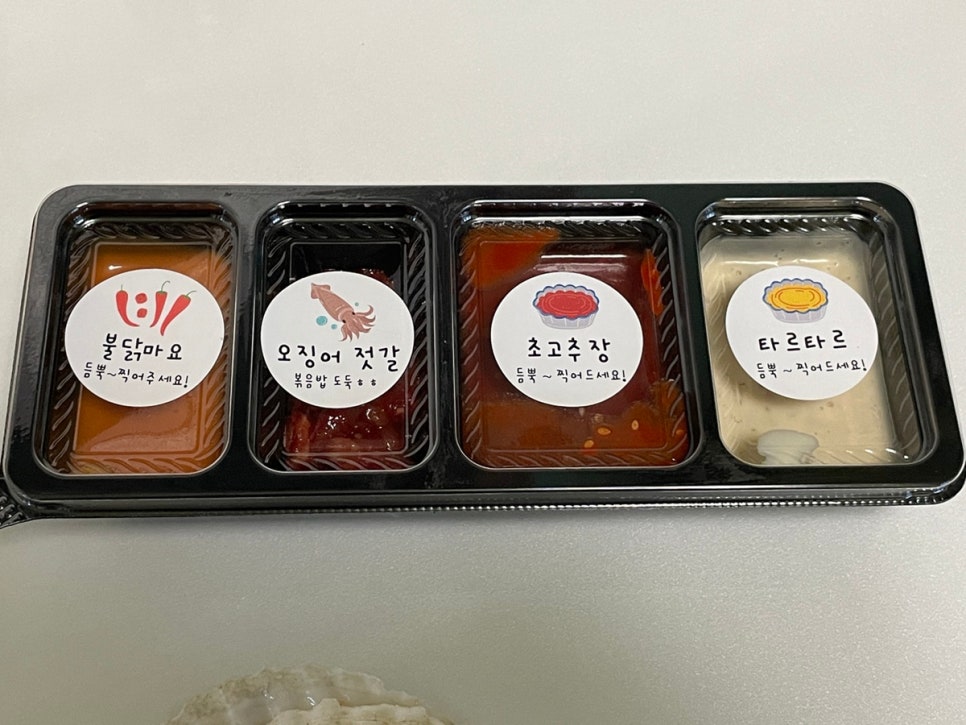 불닭마요
듬뿍~찍어주세요!
오징어 젓갈
볶음밥 도둑ㅎㅎ
초고추장
듬뿍~찍어드세요!
타르타르
듬뿍~찍어드세요!